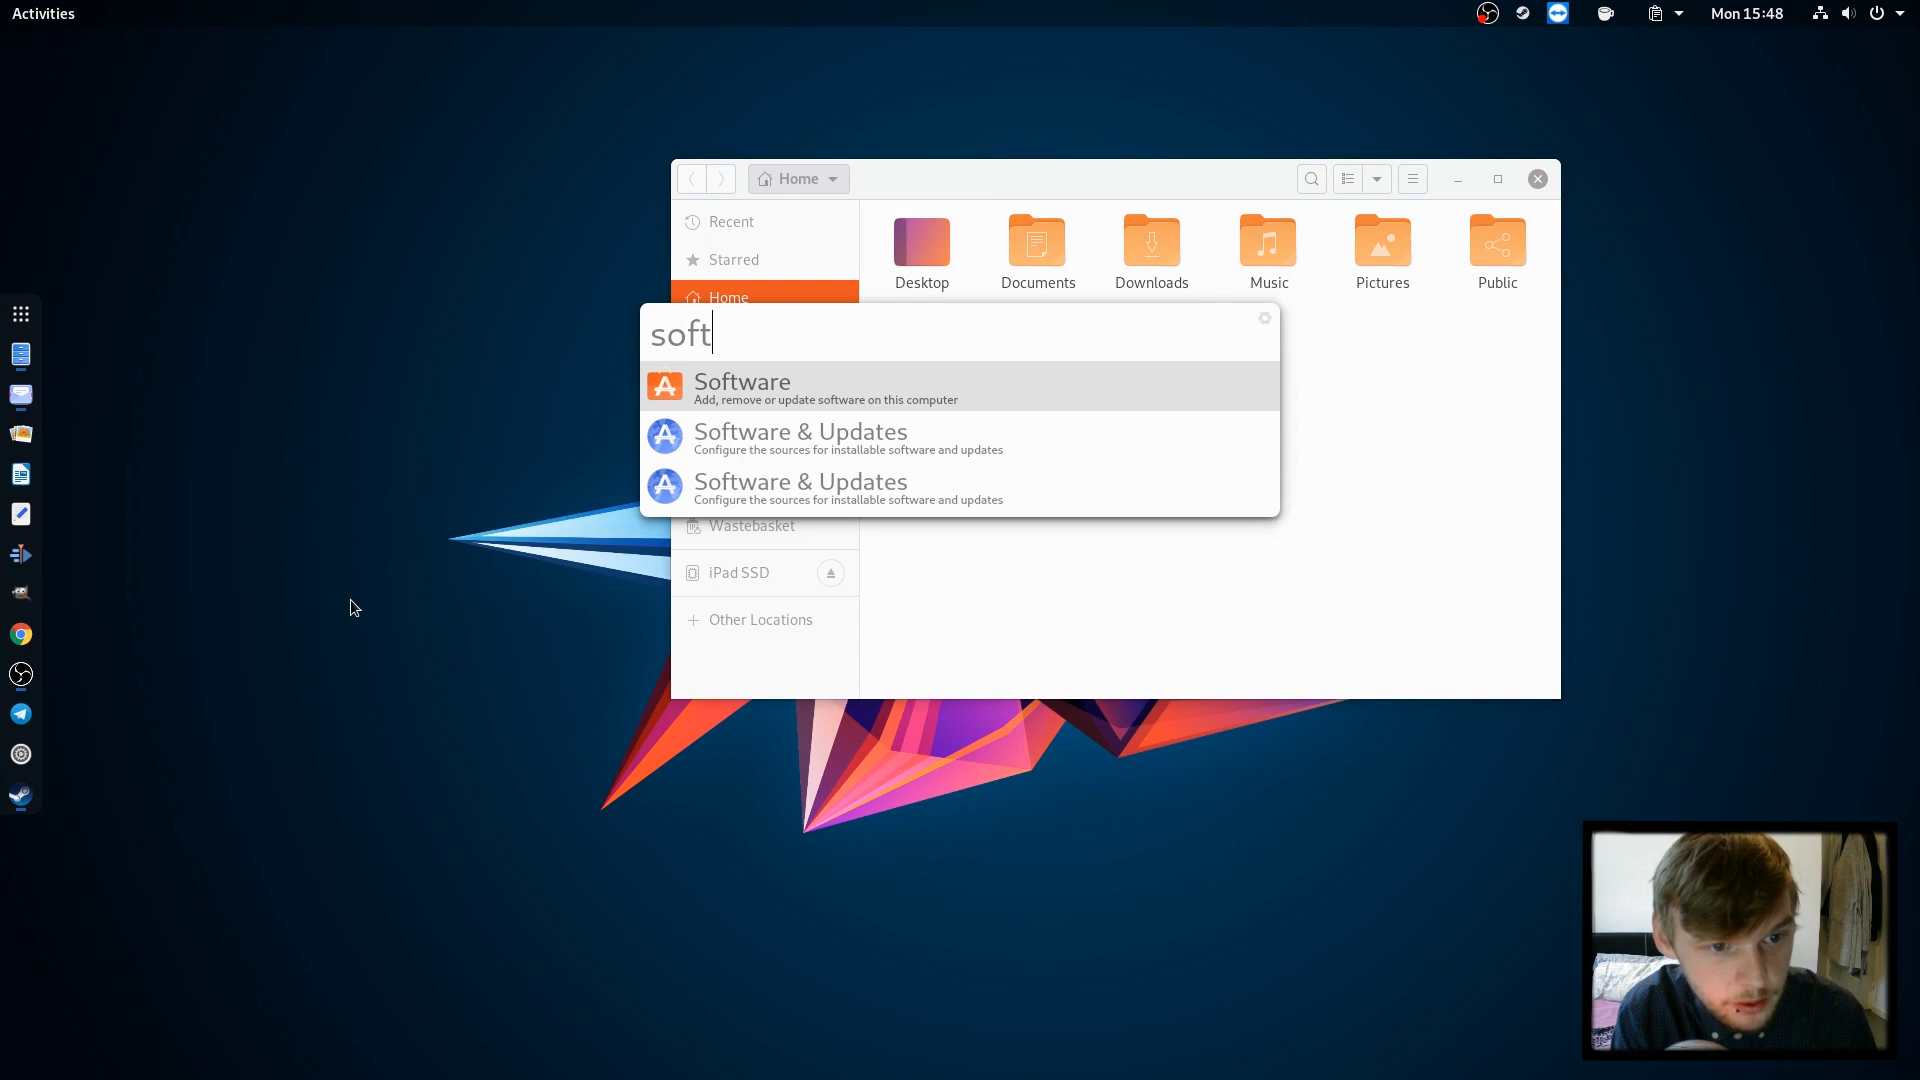 Activities
Mon 15:48
Home
Recent
Starred
Home
Desktop
Documents
Downloads
Music
Pictures
Public
soft
Software
Add, remove or update software on this computer
Software & Updates
Configure the sources for installable software and updates
Software & Updates
Configure the sources for installable software and updates
Wastebasket
iPad SSD
Other Locations